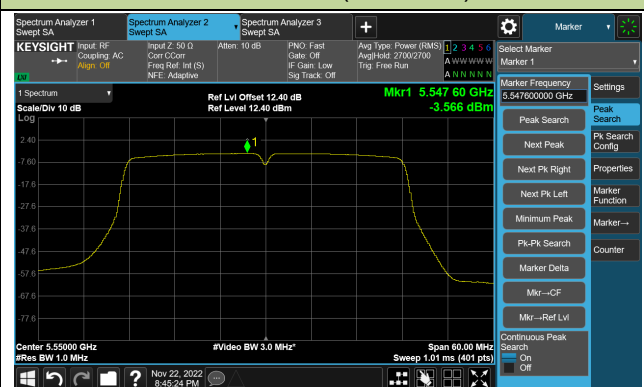 Spectrum Analyzer 1
Swept SA
Spectrum Analyzer 2
Swept SA
Spectrum Analyzer 3
Swept SA
Marker
KEYSIGHT
Input: RF
Coupling: AC
Align: Off
Input Z: 50 Ω
Corr CCorr
Freq Ref: Int (S)
NFE: Adaptive
Atten: 10 dB
PNO: Fast
Gate: Off
IF Gain: Low
Sig Track: Off
Avg Type: Power (RMS)
Avg|Hold: 2700/2700
Trig: Free Run
1 2 3 4 5 6
A W W W W W
A N N N N N
Select Marker
Marker 1
1 Spectrum
Scale/Div 10 dB
Log
Ref Lvl Offset 12.40 dB
Ref Level 12.40 dBm
Mkr1 5.547 60 GHz
-3.566 dBm
1
2.40
-7.60
-17.6
-27.6
-37.6
-47.6
-57.6
-67.6
-77.6
Center 5.55000 GHz
#Res BW 1.0 MHz
#Video BW 3.0 MHz*
Span 60.00 MHz
Sweep 1.01 ms (401 pts)
Marker Frequency
5.547600000 GHz
Peak Search
Next Peak
Next Pk Right
Next Pk Left
Minimum Peak
Pk-Pk Search
Marker Delta
Mkr→CF
Mkr→Ref Lvl
Continuous Peak
Search
On
Off
Settings
Peak
Search
Pk Search
Config
Properties
Marker
Function
Marker→
Counter
Nov 22, 2022
8:45:24 PM